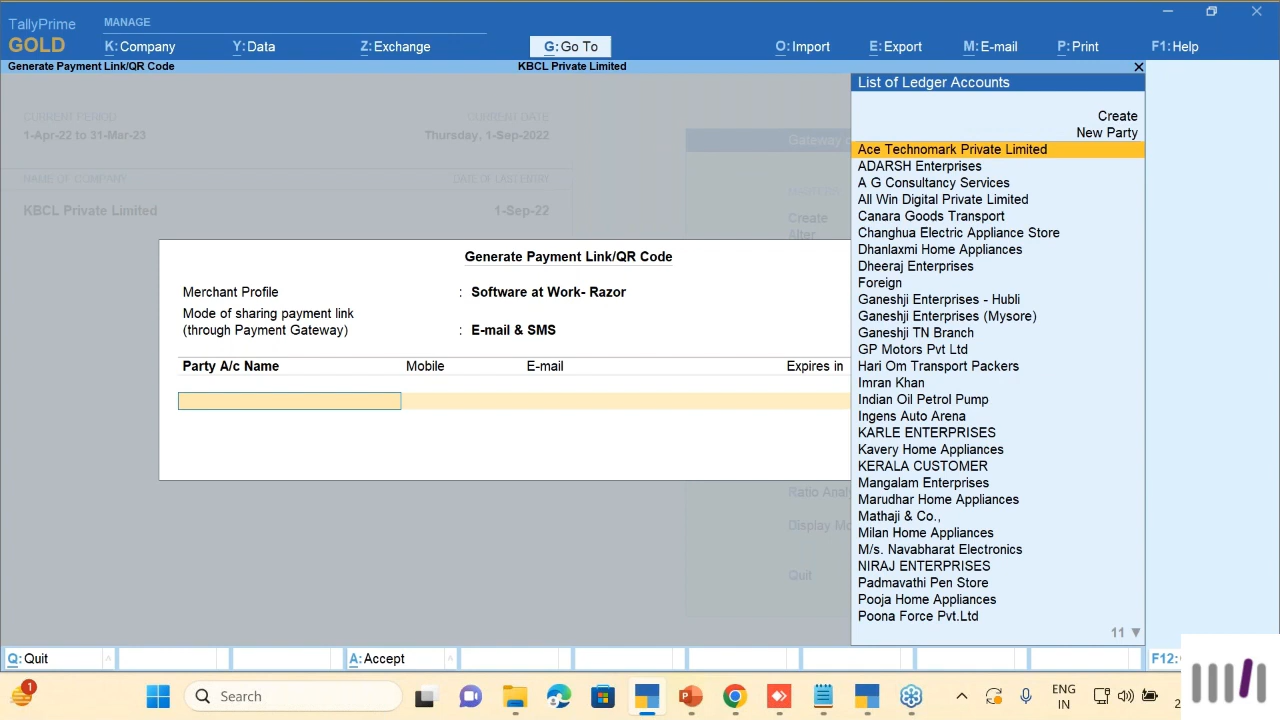 TallyPrime
MANAGE
GOLD
K:Company
Y:Data
Z:Exchange
G:Go To
O:Import
E:Export
M:E-mail
P:Print
F1:Help
Generate Payment Link/QR Code
KBCL Private Limited
CURRENT PERIOD
CURRENT DATE
1-Apr-22 to 31-Mar-23
Thursday, 1-Sep-2022
NAME OF COMPANY
DATE OF LAST ENTRY
KBCL Private Limited
1-Sep-22
Gateway
MASTERS
Create
Alter
Generate Payment Link/QR Code
Merchant Profile : Software at Work- Razor
Mode of sharing payment link
(through Payment Gateway) : E-mail & SMS
Party A/c Name Mobile E-mail Expires in
Ratio
Display
Quit
List of Ledger Accounts
Create
New Party
Ace Technomark Private Limited
ADARSH Enterprises
A G Consultancy Services
All Win Digital Private Limited
Canara Goods Transport
Changhua Electric Appliance Store
Dhanlaxmi Home Appliances
Dheeraj Enterprises
Foreign
Ganeshji Enterprises - Hubli
Ganeshji Enterprises (Mysore)
Ganeshji TN Branch
GP Motors Pvt Ltd
Hari Om Transport Packers
Imran Khan
Indian Oil Petrol Pump
Ingens Auto Arena
KARLE ENTERPRISES
Kavery Home Appliances
KERALA CUSTOMER
Mangalam Enterprises
Marudhar Home Appliances
Mathaji & Co.,
Milan Home Appliances
M/s. Navabharat Electronics
NIRAJ ENTERPRISES
Padmavathi Pen Store
Pooja Home Appliances
Poona Force Pvt.Ltd
11
Q:Quit
A:Accept
F12:
1
Search
ENG
IN